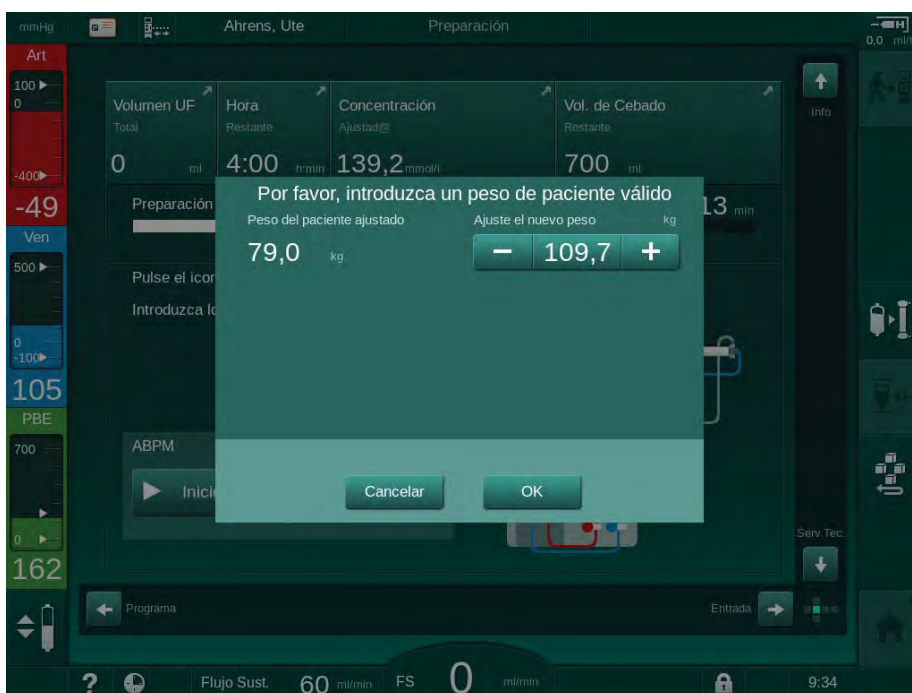 mmHg
Ahrens, Ute
Preparación
0,0 ml/
Art
100
0
-400
-49
Ven
500
0
-100
105
PBE
700
0
162
Volumen UF
Total
0 ml
Hora
Restante
4:00 h:min
Concentración
Ajustad@
139,2 mmol/l
Vol. de Cebado
Restante
700 ml
Info
Preparación
13 min
Por favor, introduzca un peso de paciente válido
Peso del paciente ajustado
79,0 kg
Ajuste el nuevo peso kg
− 109,7 +
Pulse el
Introduzca
ABPM
Cancelar
OK
Serv.Tec.
Programa
Entrada
? Flujo Sust. 60 ml/min FS 0 ml/min 9:34